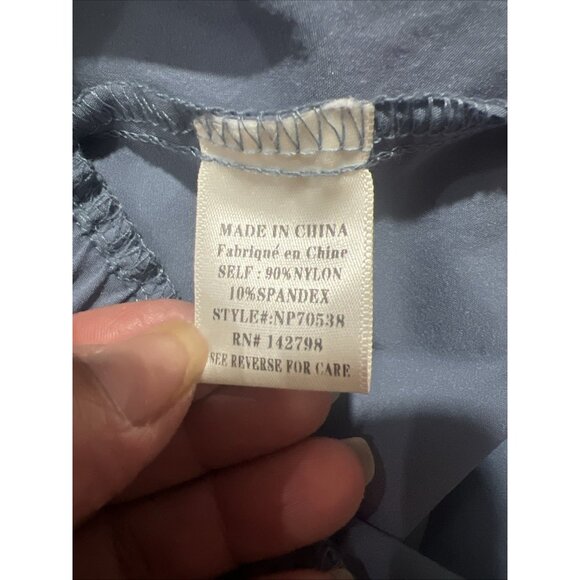 MADE IN CHINA
Fabriqué en Chine
SELF : 90%NYLON
10%SPANDEX
STYLE#:NP70538
RN# 142798
SEE REVERSE FOR CARE